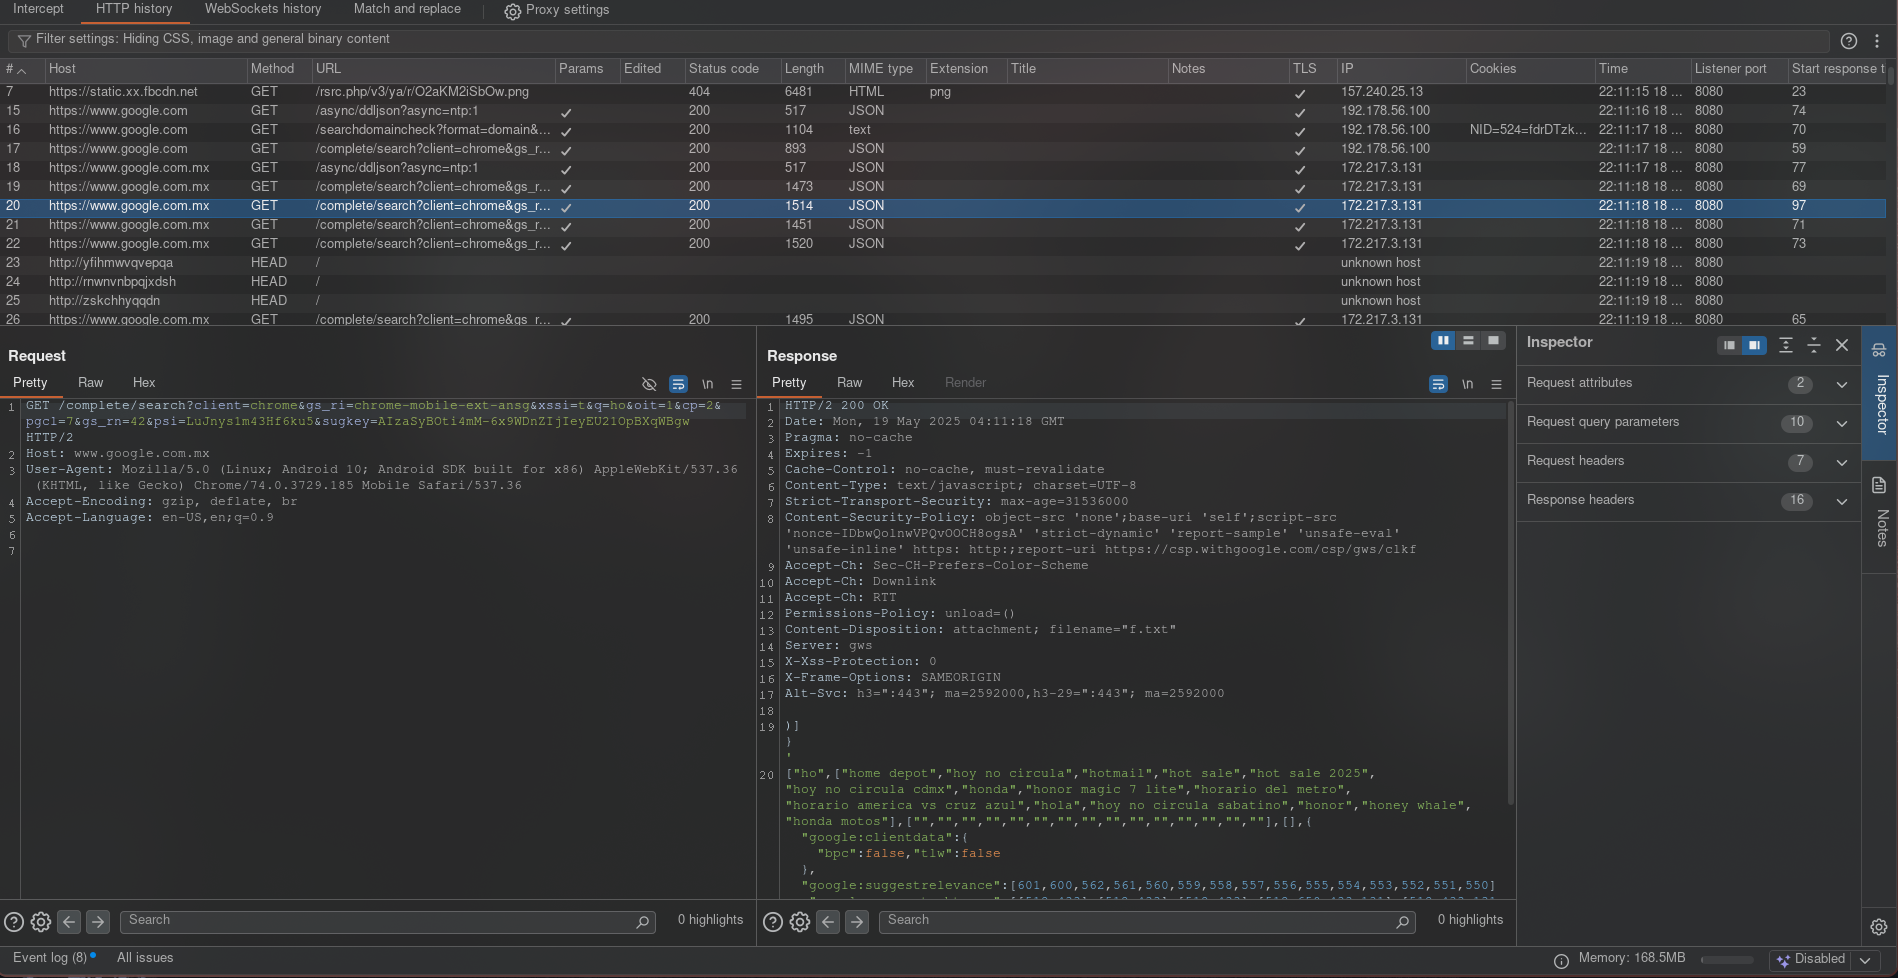 Intercept HTTP history WebSockets history Match and replace Proxy settings
Filter settings: Hiding CSS, image and general binary content
# Host Method URL Params Edited Status code Length MIME type Extension Title Notes TLS IP Cookies Time Listener port Start response t
7 https://static.xx.fbcdn.net GET /rsrc.php/v3/ya/r/O2aKM2iSbOw.png 404 6481 HTML png ✓ 157.240.25.13 22:11:15 18 ... 8080 23
15 https://www.google.com GET /async/ddljson?async=ntp:1 ✓ 200 517 JSON ✓ 192.178.56.100 22:11:16 18 ... 8080 74
16 https://www.google.com GET /searchdomaincheck?format=domain&... ✓ 200 1104 text ✓ 192.178.56.100 NID=524=fdrDTzk... 22:11:17 18 ... 8080 70
17 https://www.google.com GET /complete/search?client=chrome&gs_r... ✓ 200 893 JSON ✓ 192.178.56.100 22:11:17 18 ... 8080 59
18 https://www.google.com.mx GET /async/ddljson?async=ntp:1 ✓ 200 517 JSON ✓ 172.217.3.131 22:11:17 18 ... 8080 77
19 https://www.google.com.mx GET /complete/search?client=chrome&gs_r... ✓ 200 1473 JSON ✓ 172.217.3.131 22:11:18 18 ... 8080 69
20 https://www.google.com.mx GET /complete/search?client=chrome&gs_r... ✓ 200 1514 JSON ✓ 172.217.3.131 22:11:18 18 ... 8080 97
21 https://www.google.com.mx GET /complete/search?client=chrome&gs_r... ✓ 200 1451 JSON ✓ 172.217.3.131 22:11:18 18 ... 8080 71
22 https://www.google.com.mx GET /complete/search?client=chrome&gs_r... ✓ 200 1520 JSON ✓ 172.217.3.131 22:11:18 18 ... 8080 73
23 http://yfihmwvqvepqa HEAD / unknown host 22:11:19 18 ... 8080
24 http://rnwnvnbpqjxdsh HEAD / unknown host 22:11:19 18 ... 8080
25 http://zskchhyqqdn HEAD / unknown host 22:11:19 18 ... 8080
26 https://www.google.com.mx GET /complete/search?client=chrome&gs_r... ✓ 200 1495 JSON ✓ 172.217.3.131 22:11:19 18 ... 8080 65
Request
Pretty Raw Hex \n
1 GET /complete/search?client=chrome&gs_ri=chrome-mobile-ext-ansg&xssi=t&q=ho&oit=1&cp=2&
pgcl=7&gs_rn=42&psi=LuJnys1m43Hf6ku5&sugkey=AIzaSyBOti4mM-6x9WDnZIjIeyEU21OpBXqWBgw
HTTP/2
2 Host: www.google.com.mx
3 User-Agent: Mozilla/5.0 (Linux; Android 10; Android SDK built for x86) AppleWebKit/537.36
(KHTML, like Gecko) Chrome/74.0.3729.185 Mobile Safari/537.36
4 Accept-Encoding: gzip, deflate, br
5 Accept-Language: en-US,en;q=0.9
6
7
Search 0 highlights
Response
Pretty Raw Hex Render \n
1 HTTP/2 200 OK
2 Date: Mon, 19 May 2025 04:11:18 GMT
3 Pragma: no-cache
4 Expires: -1
5 Cache-Control: no-cache, must-revalidate
6 Content-Type: text/javascript; charset=UTF-8
7 Strict-Transport-Security: max-age=31536000
8 Content-Security-Policy: object-src 'none';base-uri 'self';script-src
'nonce-IDbwQolnwVPQvOOCH8ogsA' 'strict-dynamic' 'report-sample' 'unsafe-eval'
'unsafe-inline' https: http:;report-uri https://csp.withgoogle.com/csp/gws/clkf
9 Accept-Ch: Sec-CH-Prefers-Color-Scheme
10 Accept-Ch: Downlink
11 Accept-Ch: RTT
12 Permissions-Policy: unload=()
13 Content-Disposition: attachment; filename="f.txt"
14 Server: gws
15 X-Xss-Protection: 0
16 X-Frame-Options: SAMEORIGIN
17 Alt-Svc: h3=":443"; ma=2592000,h3-29=":443"; ma=2592000
18
19 )]
}
'
20 ["ho",["home depot","hoy no circula","hotmail","hot sale","hot sale 2025",
"hoy no circula cdmx","honda","honor magic 7 lite","horario del metro",
"horario america vs cruz azul","hola","hoy no circula sabatino","honor","honey whale",
"honda motos"],["","","","","","","","","","","","","","",""],[],{
"google:clientdata":{
"bpc":false,"tlw":false
},
"google:suggestrelevance":[601,600,562,561,560,559,558,557,556,555,554,553,552,551,550]
Search 0 highlights
Inspector
Request attributes 2
Request query parameters 10
Request headers 7
Response headers 16
Inspector
Notes
Event log (8) All issues Memory: 168.5MB Disabled